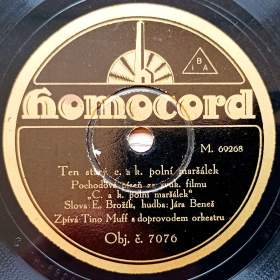 h
B
I A
Homocord
M. 69268
Ten starý c. a k. polní maršálek
Pochodová píseň ze zvuk. filmu
„C. a k. polní maršálek"
Slova E. Brožík, hudba: Jára Beneš
Zpívá Tino Muff s doprovodem orkestru
Obj. č. 7076